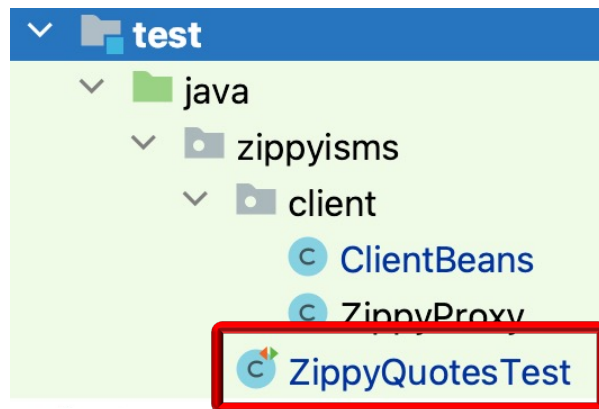 test
java
zippyisms
client
C ClientBeans
C ZippyProxy
C ZippyQuotesTest